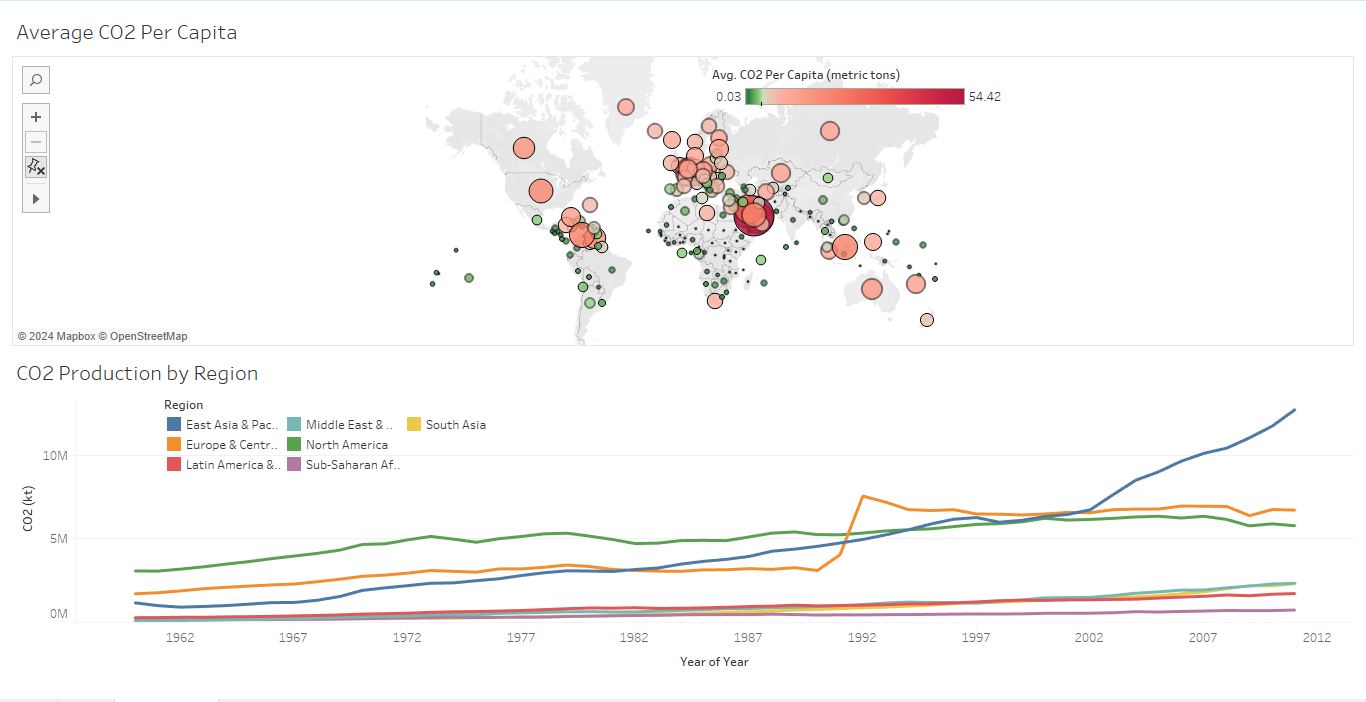 Average CO2 Per Capita
Avg. CO2 Per Capita (metric tons)
0.03 54.42
+
−
© 2024 Mapbox © OpenStreetMap
CO2 Production by Region
Region
East Asia & Pac.. Middle East & .. South Asia
Europe & Centr.. North America
Latin America &.. Sub-Saharan Af..
10M
5M
0M
CO2 (kt)
1962 1967 1972 1977 1982 1987 1992 1997 2002 2007 2012
Year of Year